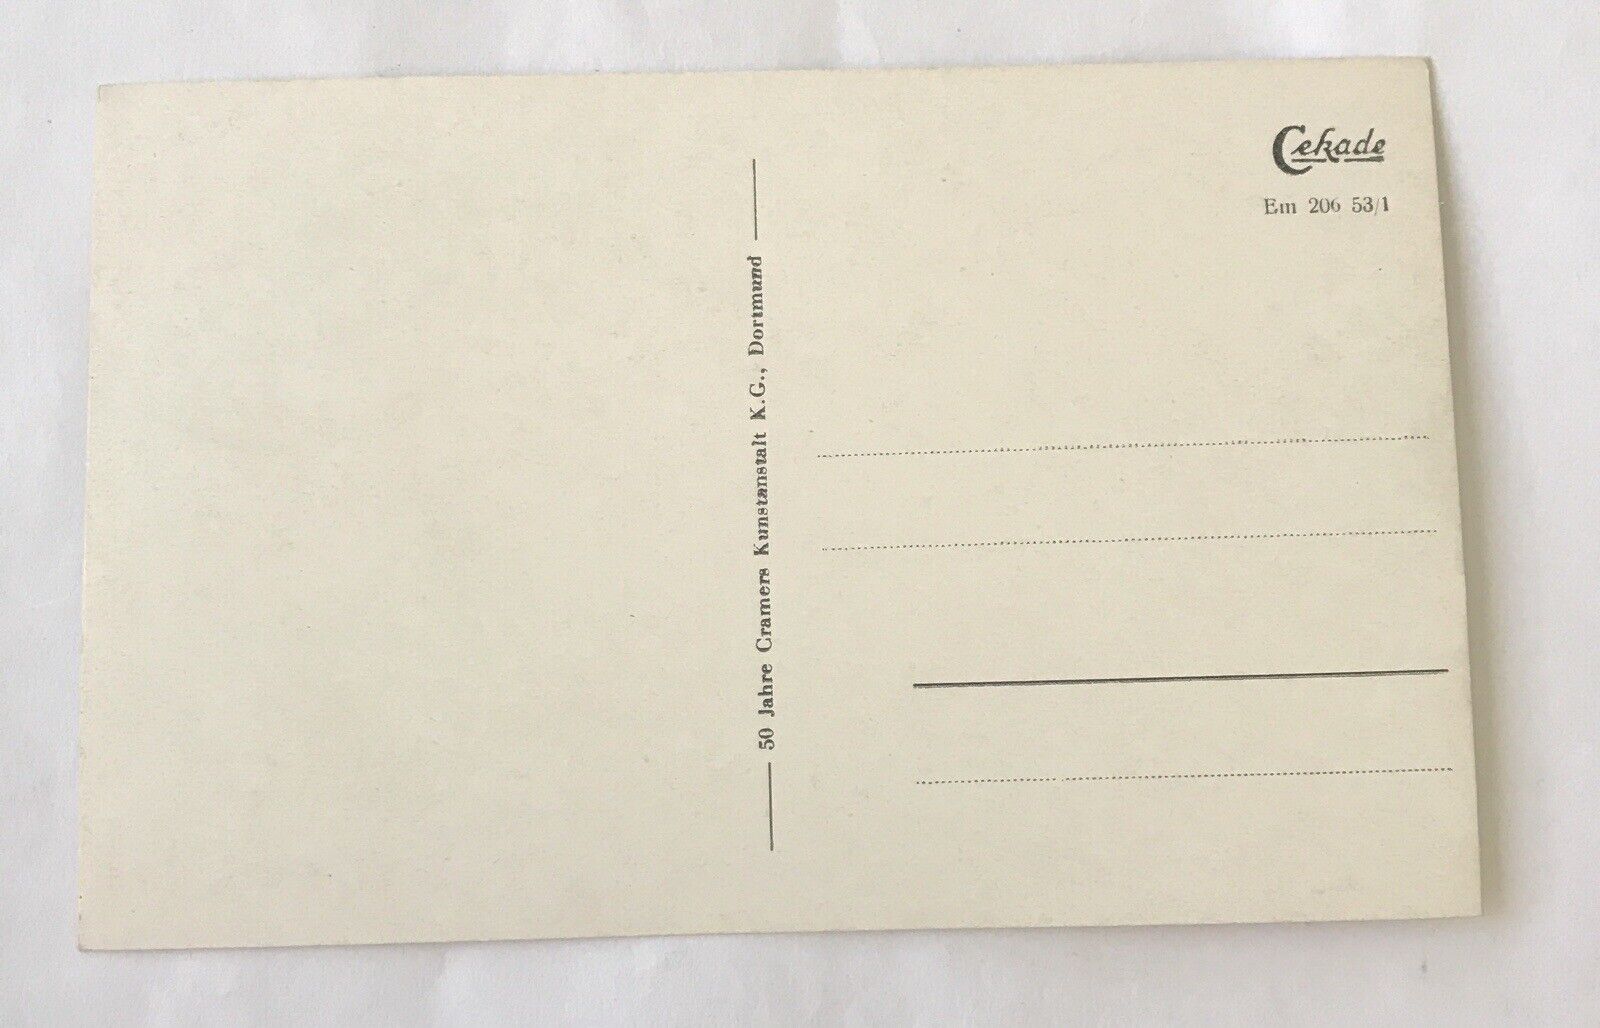 Cekade
Em 206 53/1
50 Jahre Cramers Kunstanstalt K.G., Dortmund